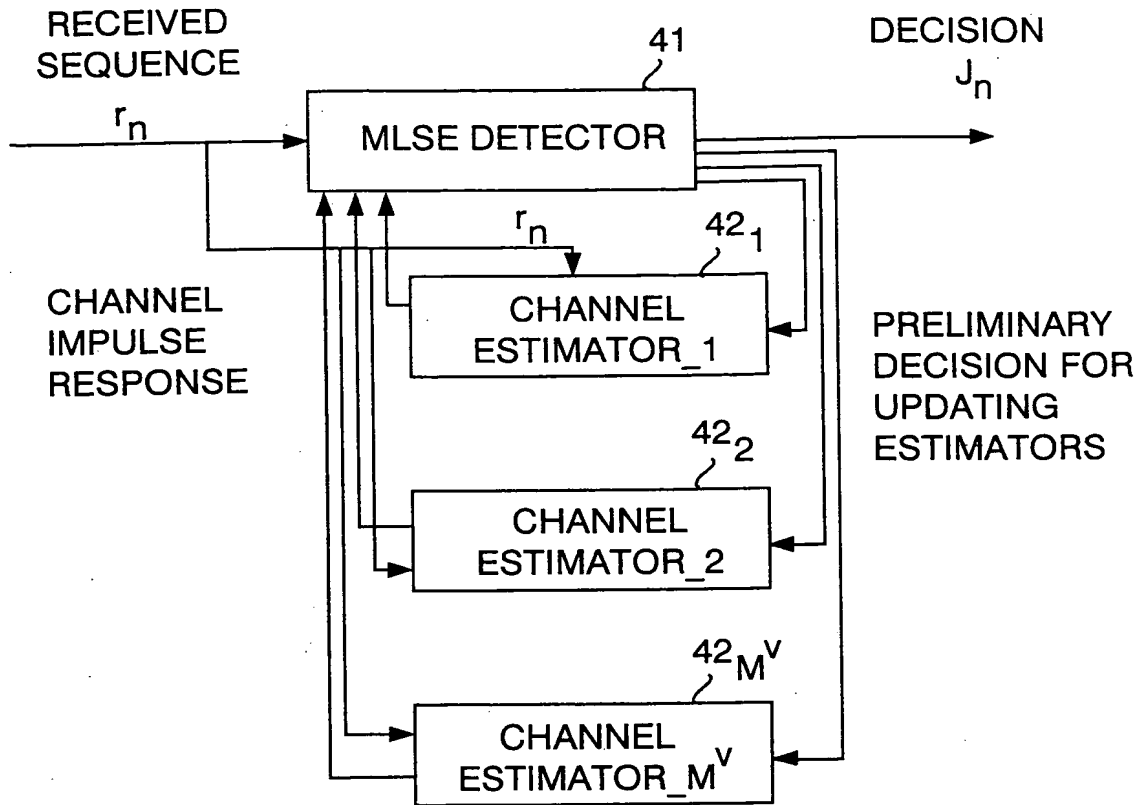 RECEIVED
SEQUENCE
r_n
41
MLSE DETECTOR
DECISION
J_n
r_n
42_1
CHANNEL
ESTIMATOR_1
CHANNEL
IMPULSE
RESPONSE
PRELIMINARY
DECISION FOR
UPDATING
ESTIMATORS
42_2
CHANNEL
ESTIMATOR_2
42_M^V
CHANNEL
ESTIMATOR_M^V